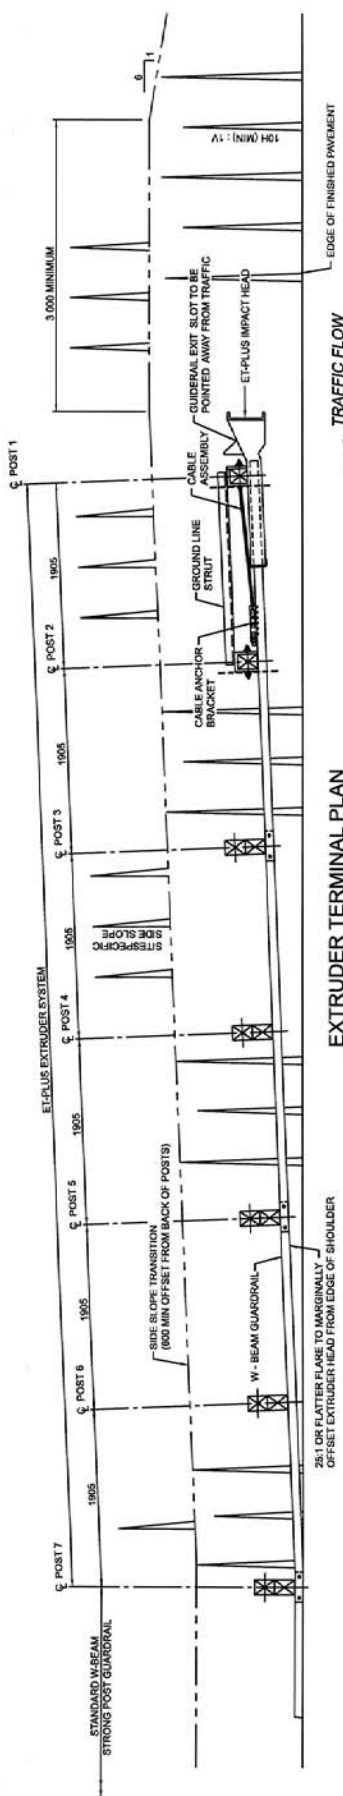 STANDARD W-BEAM
STRONG POST GUARDRAIL
ET-PLUS EXTRUDER SYSTEM
℄ POST 7
℄ POST 6
℄ POST 5
℄ POST 4
℄ POST 3
℄ POST 2
℄ POST 1
1905
1905
1905
1905
1905
1905
3 000 MINIMUM
6
1
SIDE SLOPE TRANSITION
(600 MIN OFFSET FROM BACK OF POSTS)
SITESPECIFIC
SIDE SLOPE
W - BEAM GUARDRAIL
CABLE ANCHOR
BRACKET
GROUND LINE
STRUT
CABLE
ASSEMBLY
GUIDERAIL EXIT SLOT TO BE
POINTED AWAY FROM TRAFFIC
ET-PLUS IMPACT HEAD
10H (MIN) : 1V
25:1 OR FLATTER FLARE TO MARGINALLY
OFFSET EXTRUDER HEAD FROM EDGE OF SHOULDER
EDGE OF FINISHED PAVEMENT
TRAFFIC FLOW
EXTRUDER TERMINAL PLAN